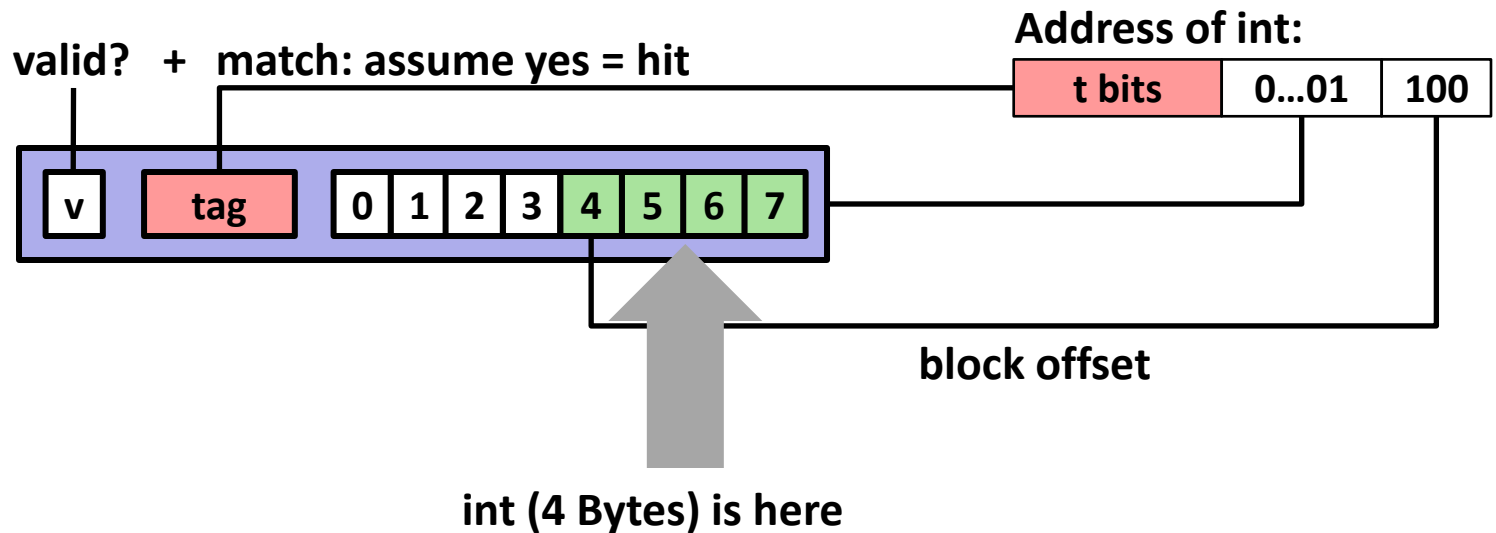 Address of int:
valid? + match: assume yes = hit
t bits 0...01 100
v tag 0 1 2 3 4 5 6 7
block offset
int (4 Bytes) is here